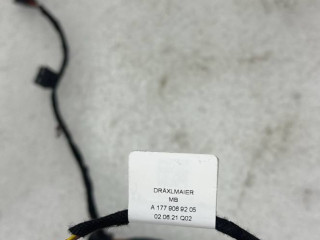 DRÄXLMAIER
MB
A 177 906 92 05
02.06.21 Q02